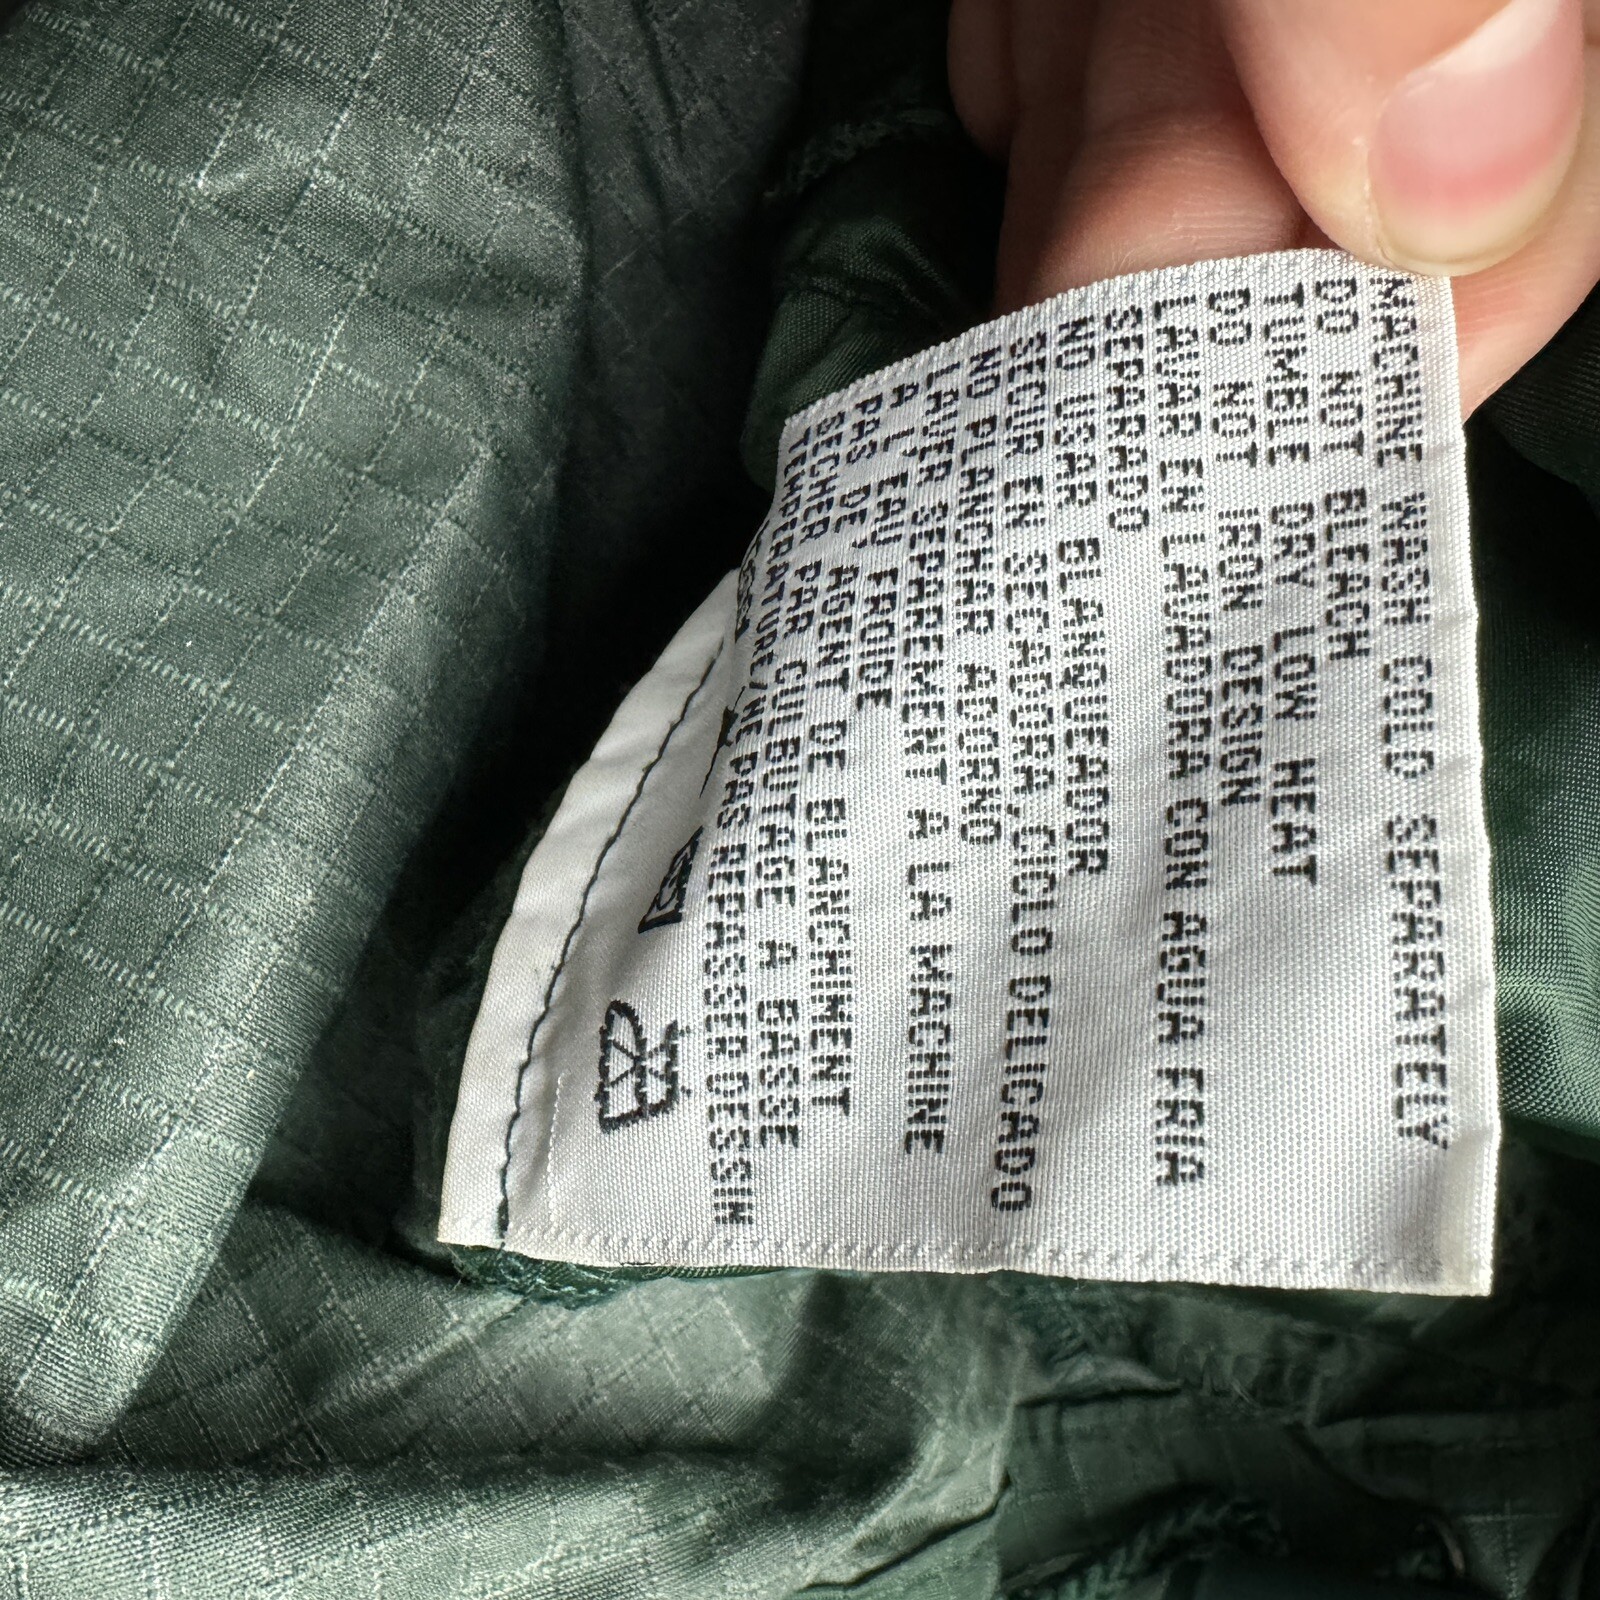 MACHINE WASH COLD SEPARATELY
DO NOT BLEACH
TUMBLE DRY LOW HEAT
DO NOT IRON DESIGN
LAVAR EN LAVADORA CON AGUA FRIA
SEPARADO
NO USAR BLANQUEADOR
SECUR EN SECADORA,CICLO DELICADO
NO PLANCHAR ADORNO
LAVER SEPAREMENT A LA MACHINE
A L'EAU FROIDE
PAS DE AGENT DE BLANCHIMENT
SECHER PAR CULBUTAGE A BASSE
TEMPERATURE/NE PAS REPASSER DESSIN